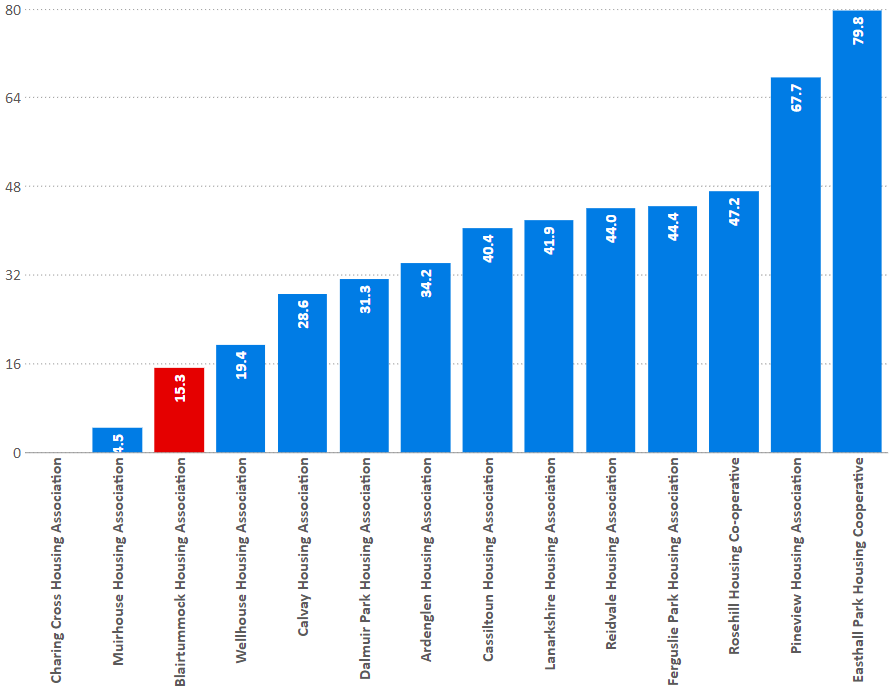 80
64
48
32
16
0
4.5
15.3
19.4
28.6
31.3
34.2
40.4
41.9
44.0
44.4
47.2
67.7
79.8
Charing Cross Housing Association
Muirhouse Housing Association
Blairtummock Housing Association
Wellhouse Housing Association
Calvay Housing Association
Dalmuir Park Housing Association
Ardenglen Housing Association
Cassiltoun Housing Association
Lanarkshire Housing Association
Reidvale Housing Association
Ferguslie Park Housing Association
Rosehill Housing Co-operative
Pineview Housing Association
Easthall Park Housing Cooperative